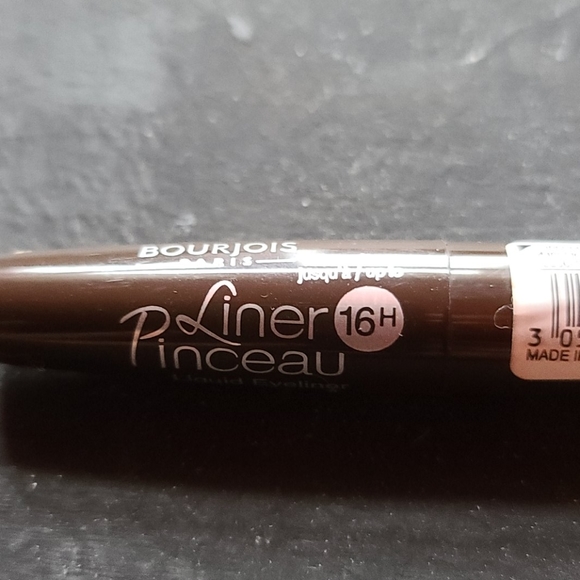 BOURJOIS
PARIS
jusqu'à / up to
Liner 16H
Pinceau
Liquid Eyeliner
3 05
MADE I